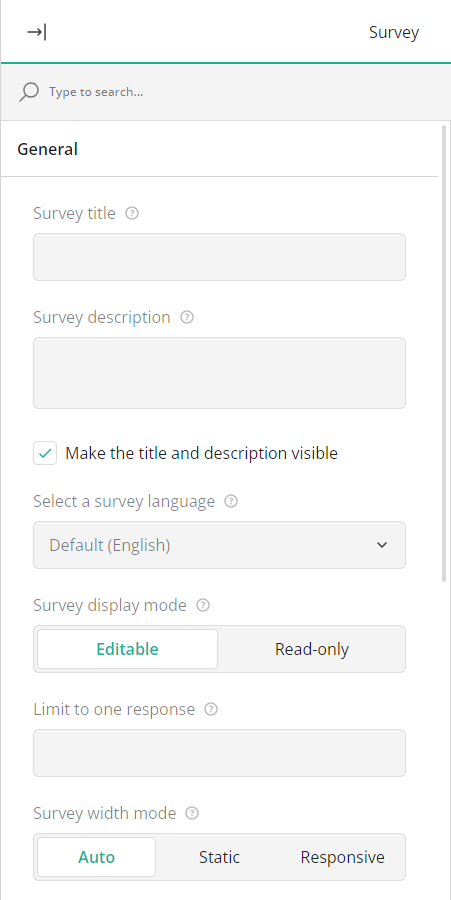 Survey
Type to search...
General
Survey title
Survey description
Make the title and description visible
Select a survey language
Default (English)
Survey display mode
Editable Read-only
Limit to one response
Survey width mode
Auto Static Responsive